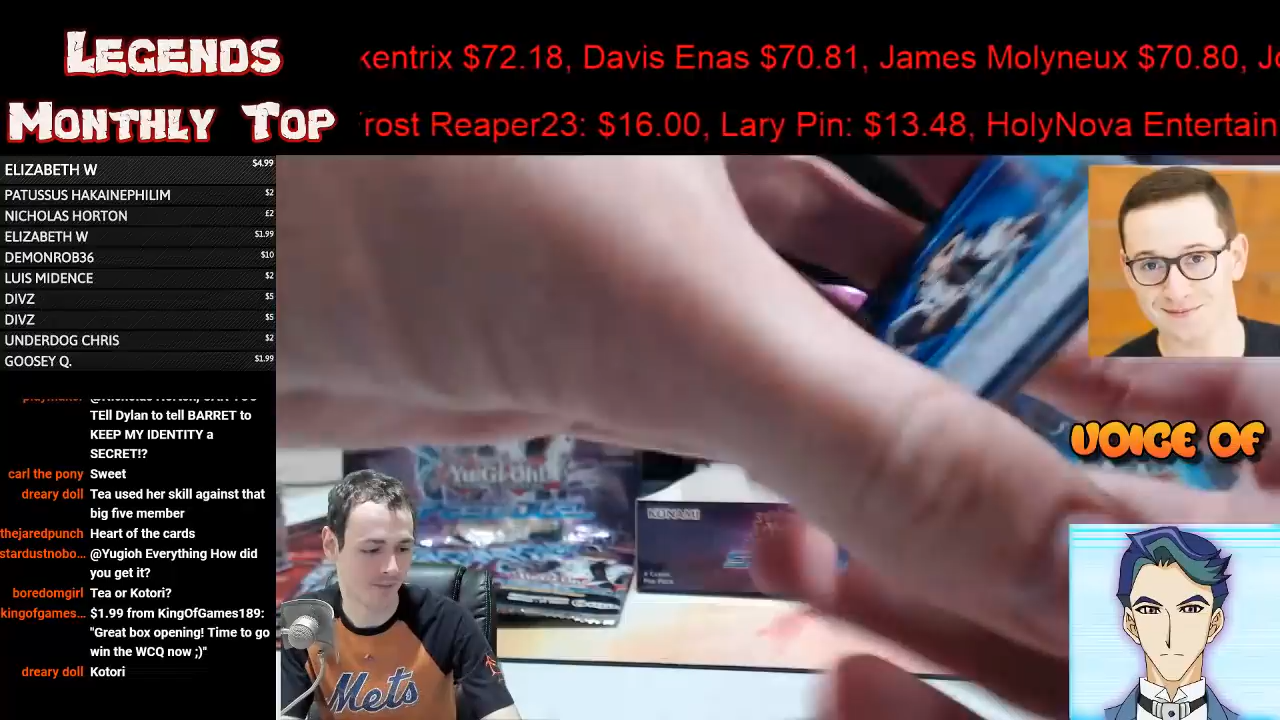 LEGENDS
kentrix $72.18, Davis Enas $70.81, James Molyneux $70.80, Jo
MONTHLY TOP
rost Reaper23: $16.00, Lary Pin: $13.48, HolyNova Entertain
ELIZABETH W $4.99
PATUSSUS HAKAINEPHILIM $2
NICHOLAS HORTON £2
ELIZABETH W $1.99
DEMONROB36 $10
LUIS MIDENCE $2
DIVZ $5
DIVZ $5
UNDERDOG CHRIS $2
GOOSEY Q. $1.99
TELL Dylan to tell BARRET to
KEEP MY IDENTITY a
SECRET!?
carl the pony Sweet
dreary doll Tea used her skill against that
big five member
thejaredpunch Heart of the cards
stardustnobo... @Yugioh Everything How did
you get it?
boredomgirl Tea or Kotori?
kingofgames... $1.99 from KingOfGames189:
"Great box opening! Time to go
win the WCQ now ;)"
dreary doll Kotori
VOICE OF
Yu-Gi-Oh!
KONAMI
Mets